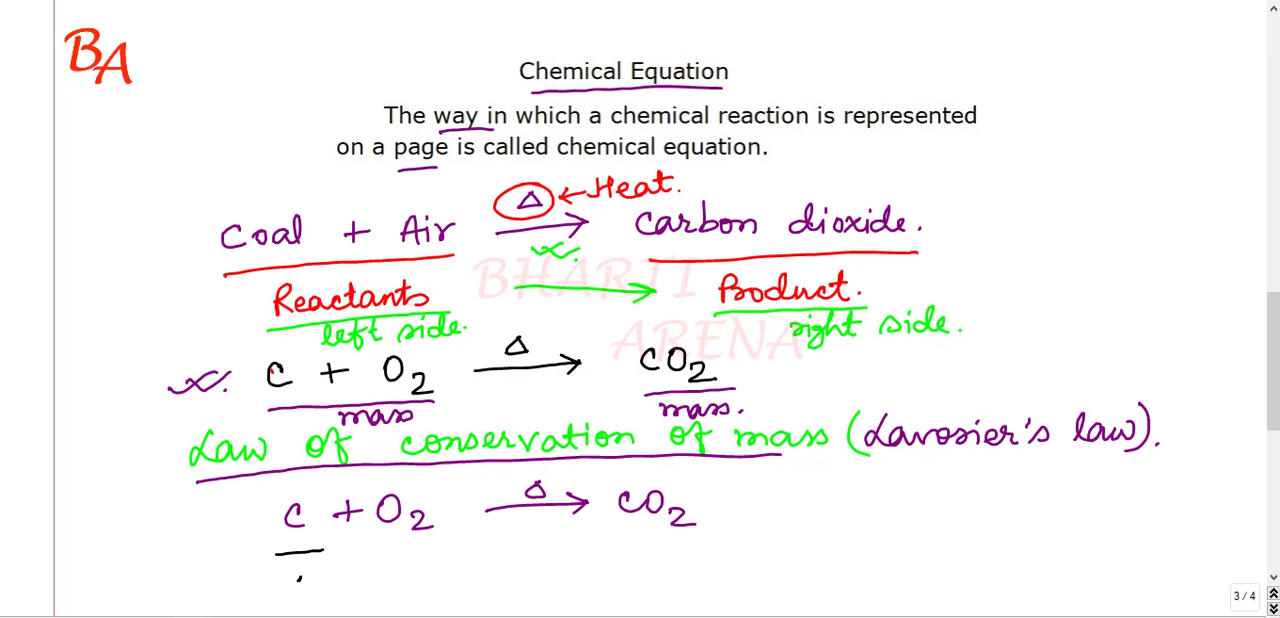 BA
Chemical Equation
The way in which a chemical reaction is represented
on a page is called chemical equation.
Δ ← Heat.
Coal + Air → Carbon dioxide.
BHARTI
Reactants → Product.
left side. right side.
ARENA
Δ
C + O2 → CO2
mass mass.
Law of conservation of mass (Lavosier's law).
Δ
C + O2 → CO2
3 / 4